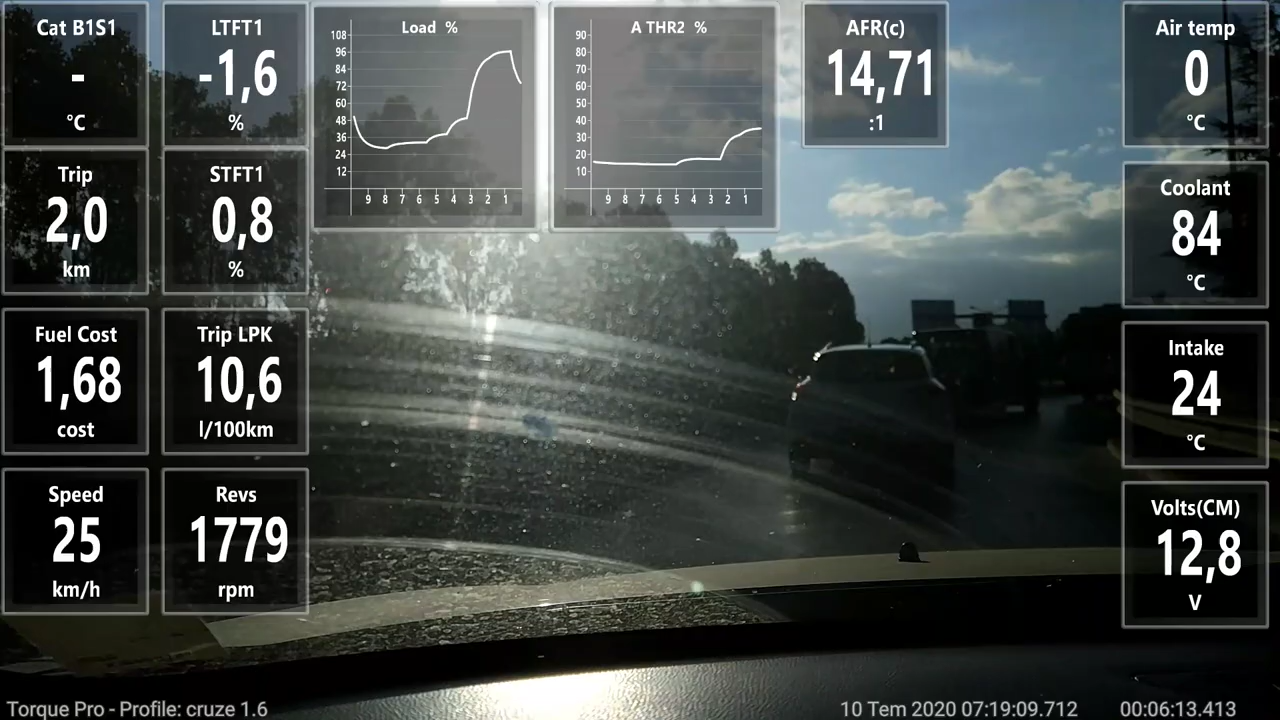 Cat B1S1
-
°C
LTFT1
-1,6
%
Load %
108
96
84
72
60
48
36
24
12
9 8 7 6 5 4 3 2 1
A THR2 %
90
80
70
60
50
40
30
20
10
9 8 7 6 5 4 3 2 1
AFR(c)
14,71
:1
Air temp
0
°C
Trip
2,0
km
STFT1
0,8
%
Coolant
84
°C
Fuel Cost
1,68
cost
Trip LPK
10,6
l/100km
Intake
24
°C
Speed
25
km/h
Revs
1779
rpm
Volts(CM)
12,8
V
Torque Pro - Profile: cruze 1.6
10 Tem 2020 07:19:09.712
00:06:13.413